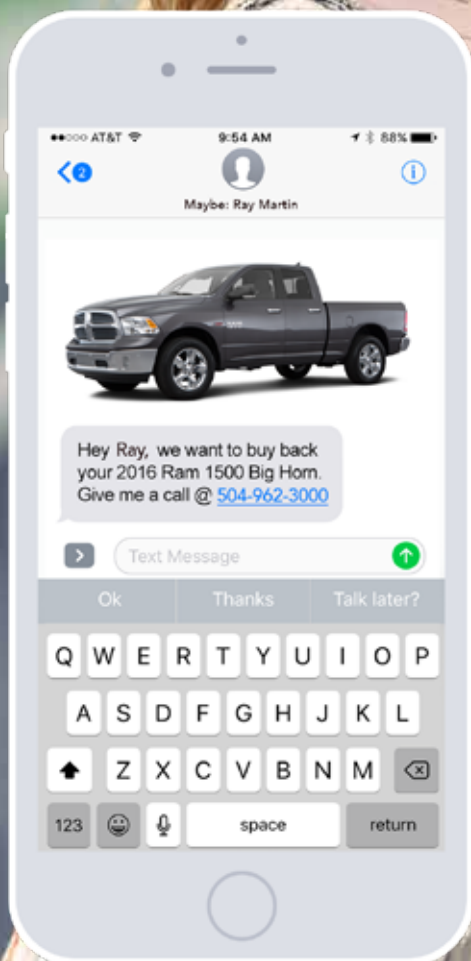 AT&T 9:54 AM 88%
2
Maybe: Ray Martin
Hey Ray, we want to buy back
your 2016 Ram 1500 Big Horn.
Give me a call @ 504-962-3000
Text Message
Ok Thanks Talk later?
Q W E R T Y U I O P
A S D F G H J K L
Z X C V B N M
123 space return